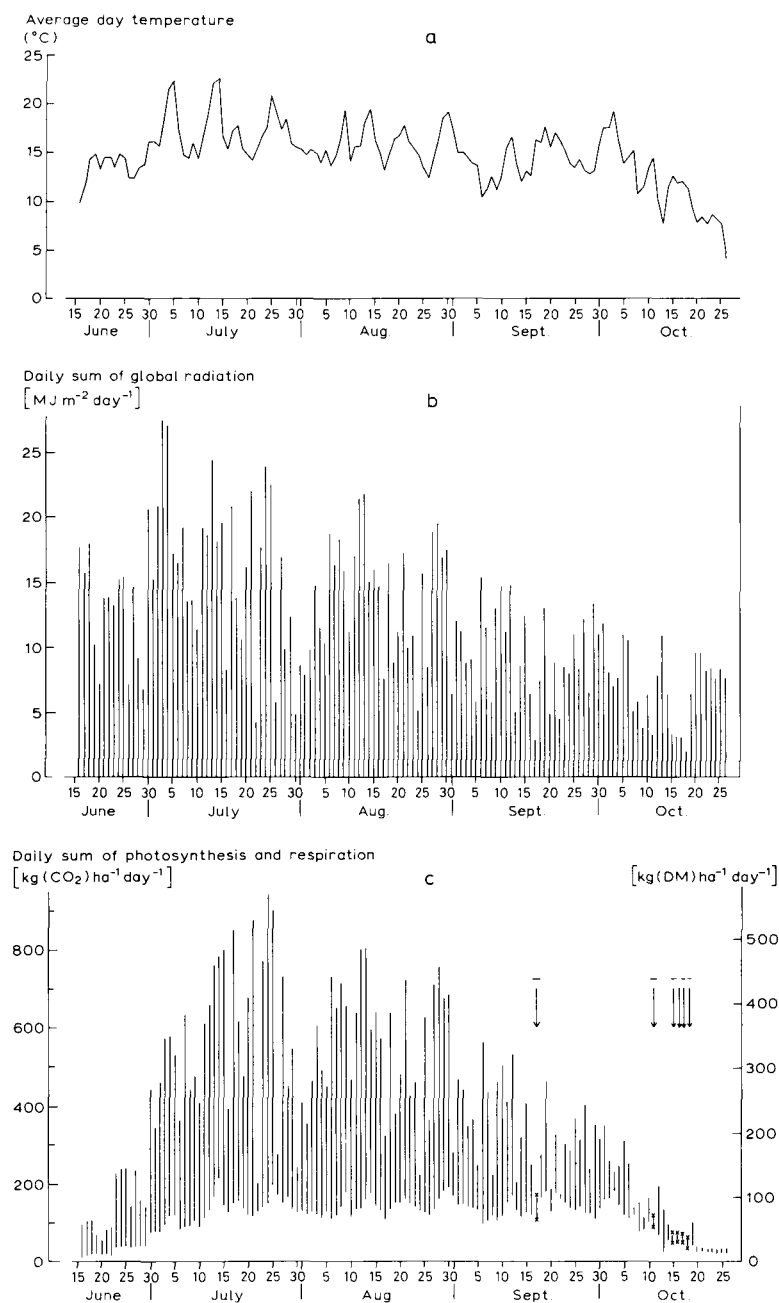 Average day temperature
(°C)
a
25
20
15
10
5
0
15 20 25 30 5 10 15 20 25 30 5 10 15 20 25 30 5 10 15 20 25 30 5 10 15 20 25
June July Aug. Sept. Oct.
Daily sum of global radiation
[MJ m⁻² day⁻¹]
b
25
20
15
10
5
0
15 20 25 30 5 10 15 20 25 30 5 10 15 20 25 30 5 10 15 20 25 30 5 10 15 20 25
June July Aug. Sept. Oct.
Daily sum of photosynthesis and respiration
[kg(CO₂) ha⁻¹ day⁻¹] c [kg(DM) ha⁻¹ day⁻¹]
800
600
400
200
0
500
400
300
200
100
0
15 20 25 30 5 10 15 20 25 30 5 10 15 20 25 30 5 10 15 20 25 30 5 10 15 20 25
June July Aug Sept. Oct.